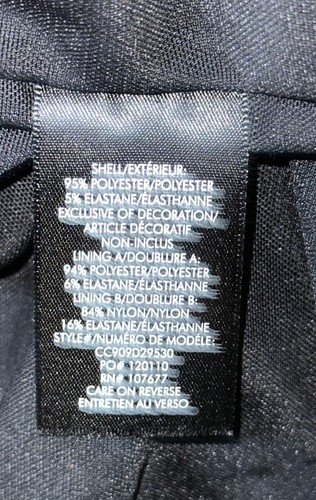 SHELL/EXTÉRIEUR:
95% POLYESTER/POLYESTER
5% ELASTANE/ÉLASTHANNE
EXCLUSIVE OF DECORATION/
ARTICLE DÉCORATIF
NON-INCLUS
LINING A/DOUBLURE A:
94% POLYESTER/POLYESTER
6% ELASTANE/ÉLASTHANNE
LINING B/DOUBLURE B:
84% NYLON/NYLON
16% ELASTANE/ÉLASTHANNE
STYLE#/NUMÉRO DE MODÈLE:
CC909D29530
PO# 120110
RN# 107677
CARE ON REVERSE
ENTRETIEN AU VERSO